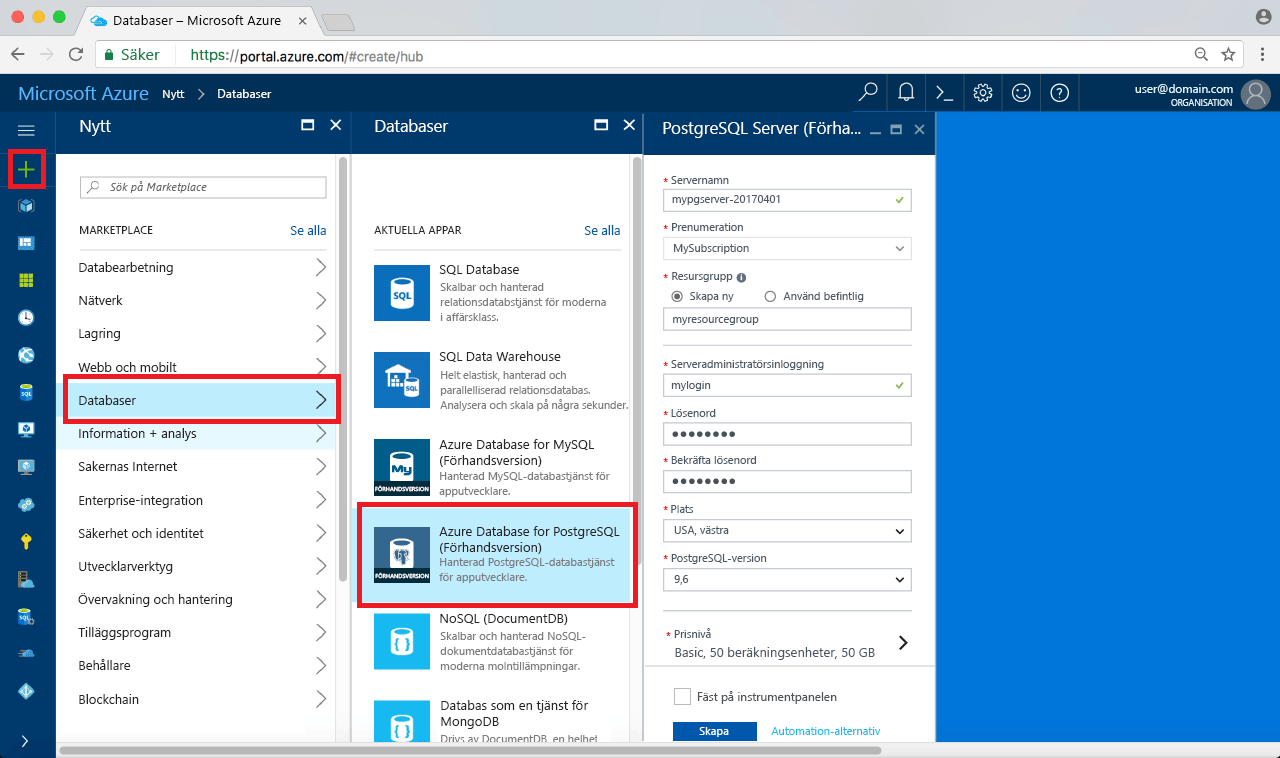 Databaser – Microsoft Azure
Säker
https://portal.azure.com/#create/hub
Microsoft Azure Nytt Databaser
user@domain.com
ORGANISATION
Nytt
Sök på Marketplace
MARKETPLACE Se alla
Databearbetning
Nätverk
Lagring
Webb och mobilt
Databaser
Information + analys
Sakernas Internet
Enterprise-integration
Säkerhet och identitet
Utvecklarverktyg
Övervakning och hantering
Tilläggsprogram
Behållare
Blockchain
Databaser
AKTUELLA APPAR Se alla
SQL
SQL Database
Skalbar och hanterad
relationsdatabstjänst för moderna
i affärsklass.
SQL
SQL Data Warehouse
Helt elastisk, hanterad och
parallelliserad relationsdatabas.
Analysera och skala på några sekunder.
My
FÖRHANDSVERSION
Azure Database for MySQL
(Förhandsversion)
Hanterad MySQL-databastjänst för
apputvecklare.
FÖRHANDSVERSION
Azure Database for PostgreSQL
(Förhandsversion)
Hanterad PostgreSQL-databastjänst
för apputvecklare.
NoSQL (DocumentDB)
Skalbar och hanterad NoSQL-
dokumentdatabastjänst för
moderna molntillämpningar.
Databas som en tjänst för
MongoDB
Drivs av DocumentDB, en helhet
PostgreSQL Server (Förha...
* Servernamn
mypgserver-20170401
* Prenumeration
MySubscription
* Resursgrupp
Skapa ny Använd befintlig
myresourcegroup
* Serveradministratörsinloggning
mylogin
* Lösenord
* Bekräfta lösenord
* Plats
USA, västra
* PostgreSQL-version
9,6
* Prisnivå
Basic, 50 beräkningsenheter, 50 GB
Fäst på instrumentpanelen
Skapa Automation-alternativ